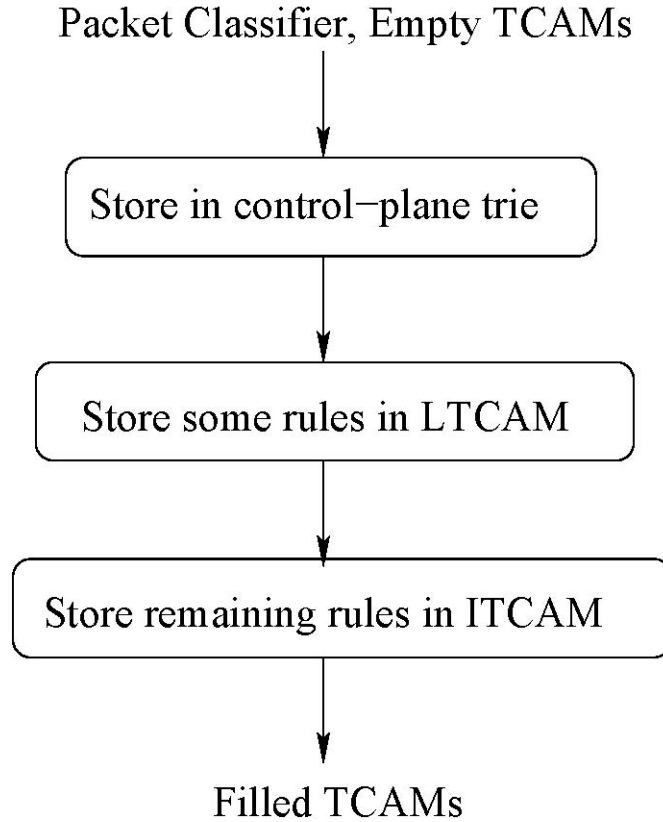 Packet Classifier, Empty TCAMs
Store in control−plane trie
Store some rules in LTCAM
Store remaining rules in ITCAM
Filled TCAMs